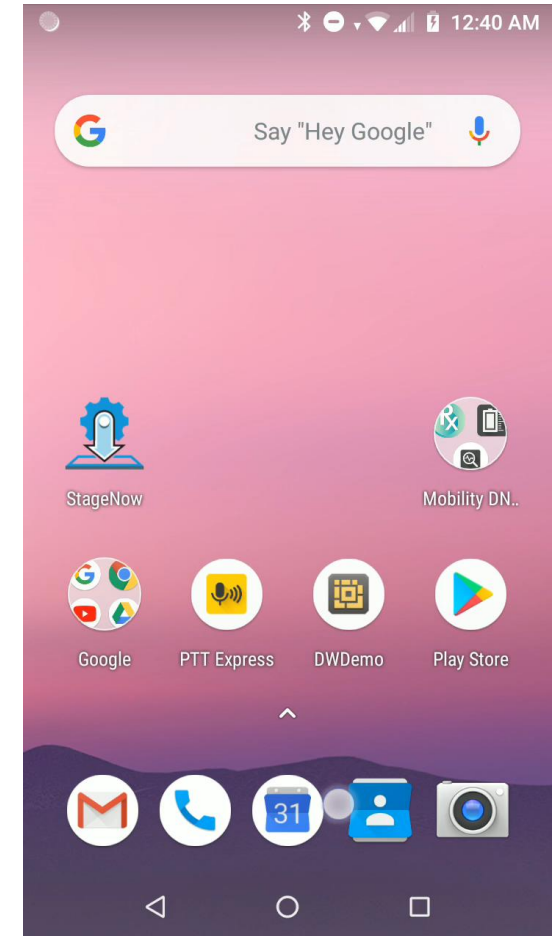 12:40 AM
Say "Hey Google"
StageNow
Mobility DN..
Google
PTT Express
DWDemo
Play Store
31